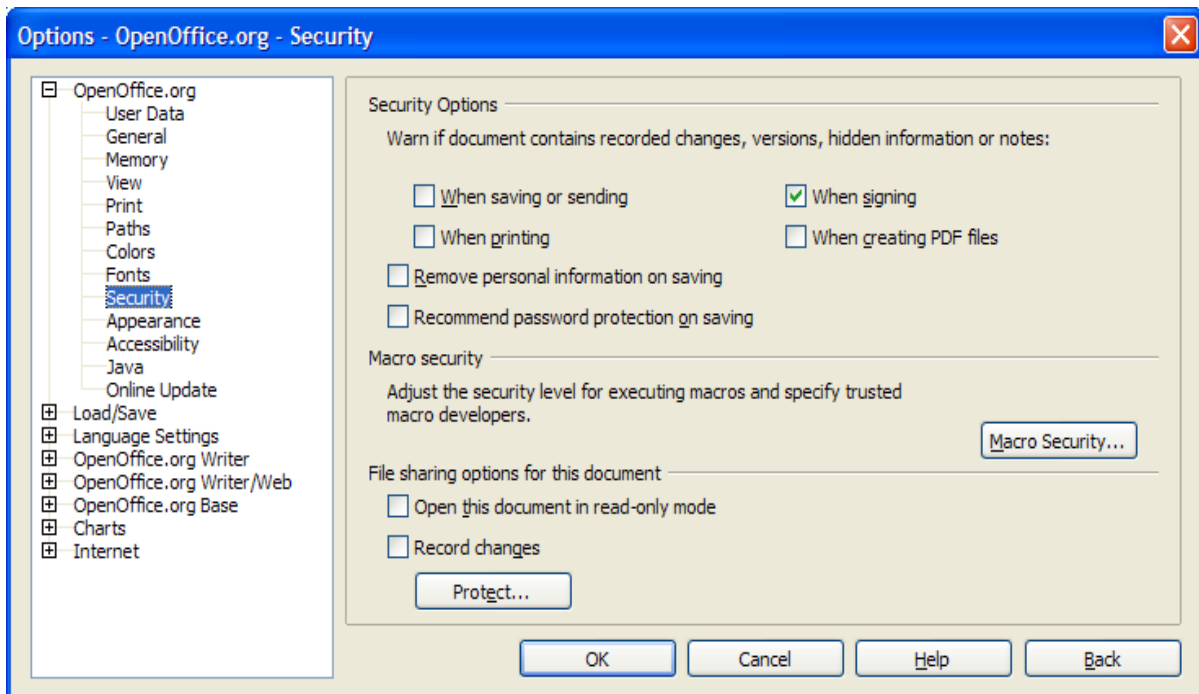 Options - OpenOffice.org - Security
OpenOffice.org
User Data
General
Memory
View
Print
Paths
Colors
Fonts
Security
Appearance
Accessibility
Java
Online Update
Load/Save
Language Settings
OpenOffice.org Writer
OpenOffice.org Writer/Web
OpenOffice.org Base
Charts
Internet
Security Options
Warn if document contains recorded changes, versions, hidden information or notes:
When saving or sending
When signing
When printing
When creating PDF files
Remove personal information on saving
Recommend password protection on saving
Macro security
Adjust the security level for executing macros and specify trusted
macro developers.
Macro Security...
File sharing options for this document
Open this document in read-only mode
Record changes
Protect...
OK
Cancel
Help
Back